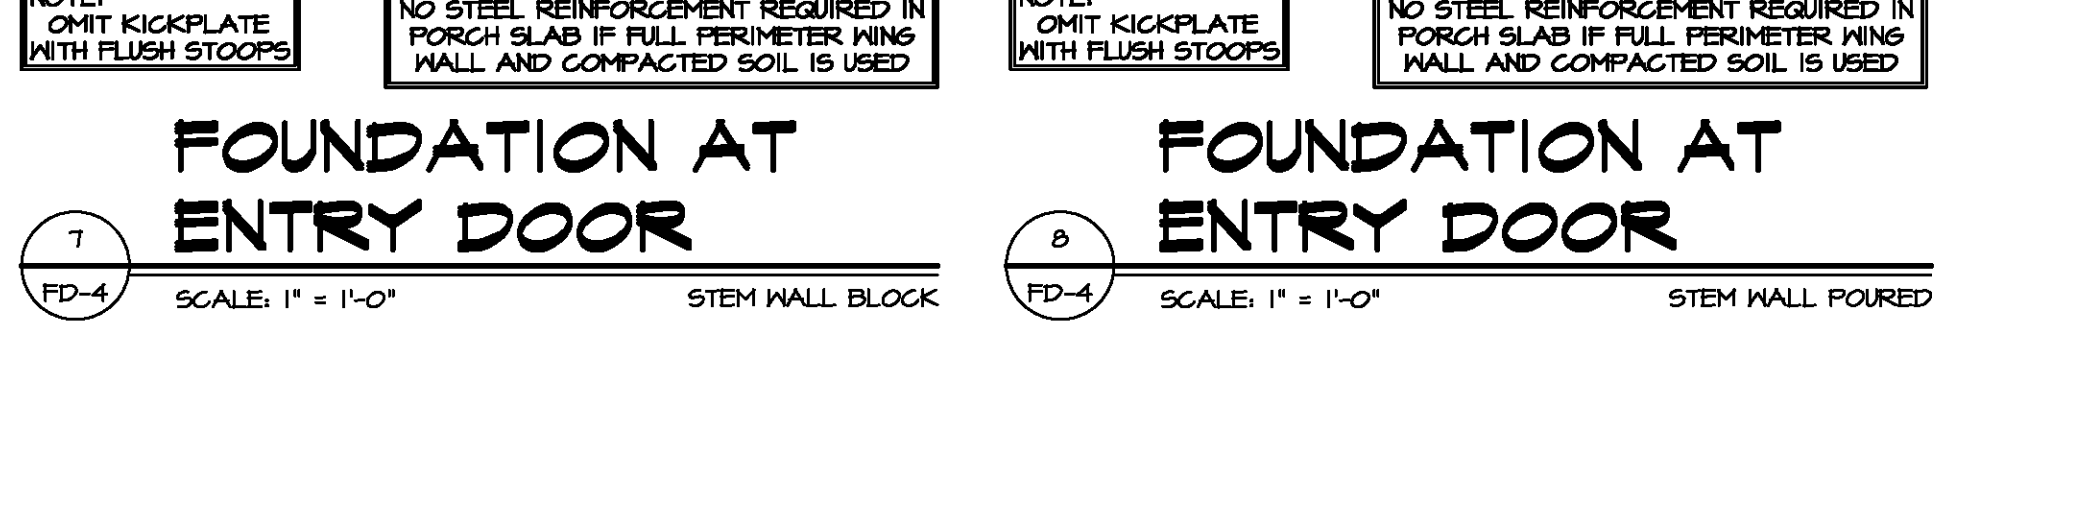 NOTE:
OMIT KICKPLATE
WITH FLUSH STOOPS
NO STEEL REINFORCEMENT REQUIRED IN
PORCH SLAB IF FULL PERIMETER WING
WALL AND COMPACTED SOIL IS USED
FOUNDATION AT
ENTRY DOOR
7
FD-4
SCALE: 1" = 1'-0"
STEM WALL BLOCK
NOTE:
OMIT KICKPLATE
WITH FLUSH STOOPS
NO STEEL REINFORCEMENT REQUIRED IN
PORCH SLAB IF FULL PERIMETER WING
WALL AND COMPACTED SOIL IS USED
FOUNDATION AT
ENTRY DOOR
8
FD-4
SCALE: 1" = 1'-0"
STEM WALL POURED